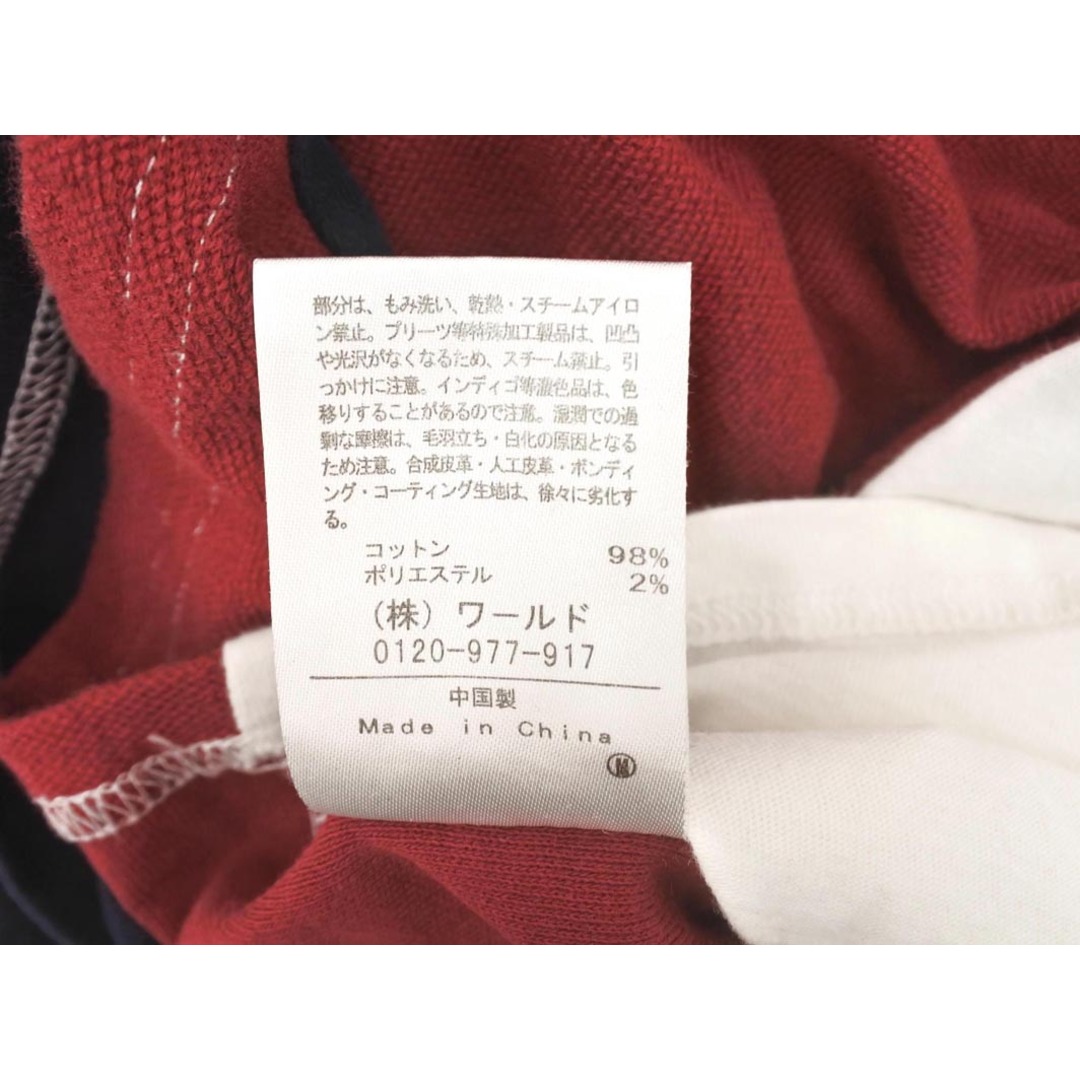 部分は、もみ洗い、乾熱・スチームアイロ
ン禁止。プリーツ等特殊加工製品は、凹凸
や光沢がなくなるため、スチーム禁止。引
っかけに注意。インディゴ等濃色品は、色
移りすることがあるので注意。湿潤での過
剰な摩擦は、毛羽立ち・白化の原因となる
ため注意。合成皮革・人工皮革・ボンディ
ング・コーティング生地は、徐々に劣化す
る。
コットン 98%
ポリエステル 2%
(株) ワールド
0120-977-917
中国製
Made in China
Ⓜ